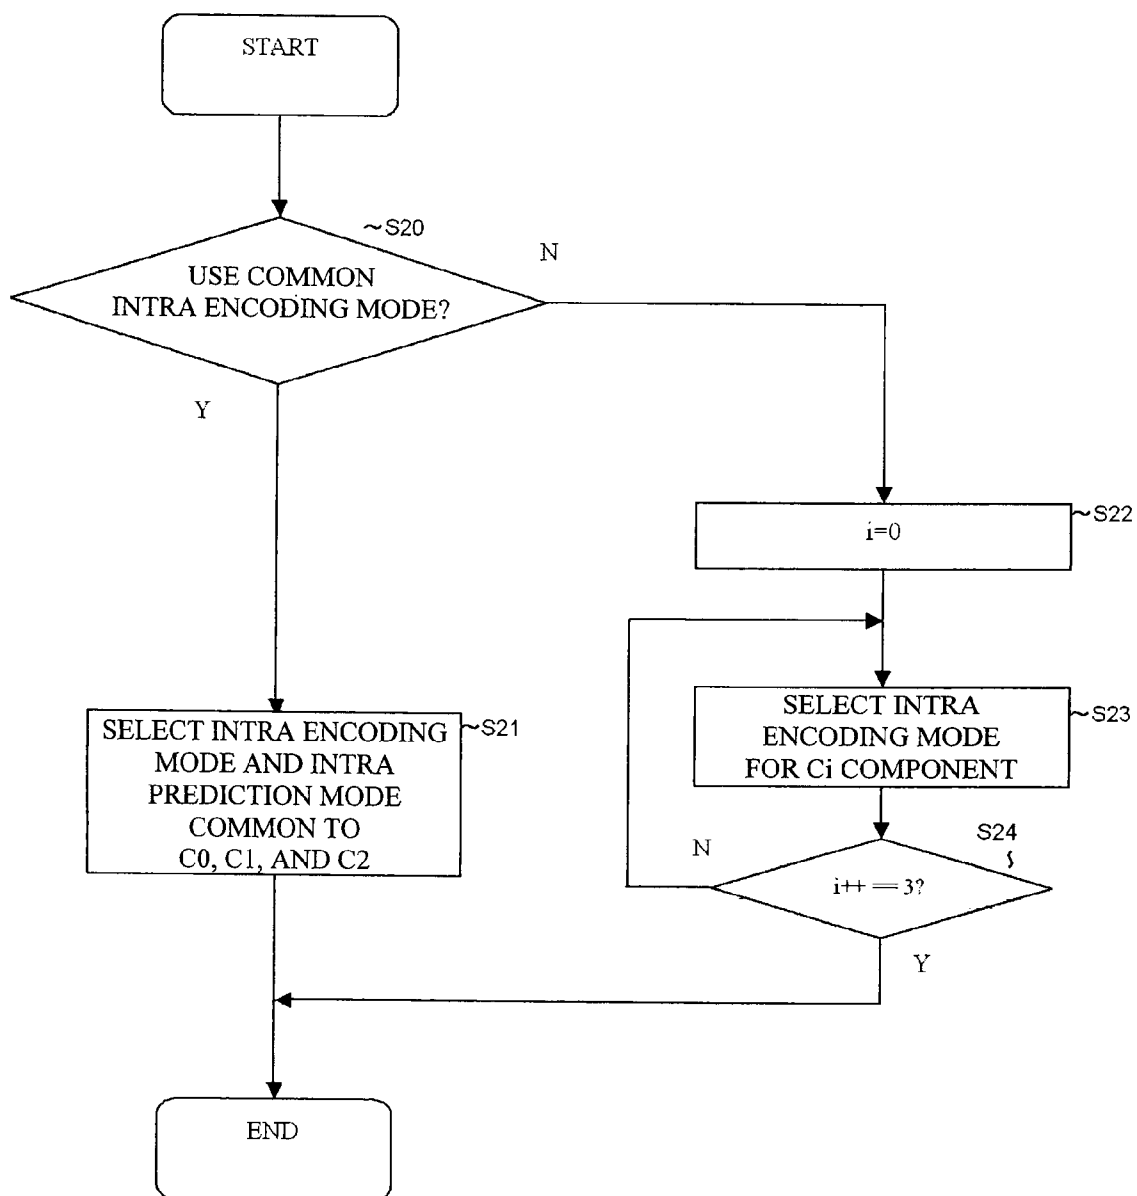 START
~S20
N
USE COMMON
INTRA ENCODING MODE?
Y
~S22
i=0
SELECT INTRA ENCODING
MODE AND INTRA
PREDICTION MODE
COMMON TO
C0, C1, AND C2
~S21
SELECT INTRA
ENCODING MODE
FOR Ci COMPONENT
~S23
S24
N
i++ == 3?
Y
END